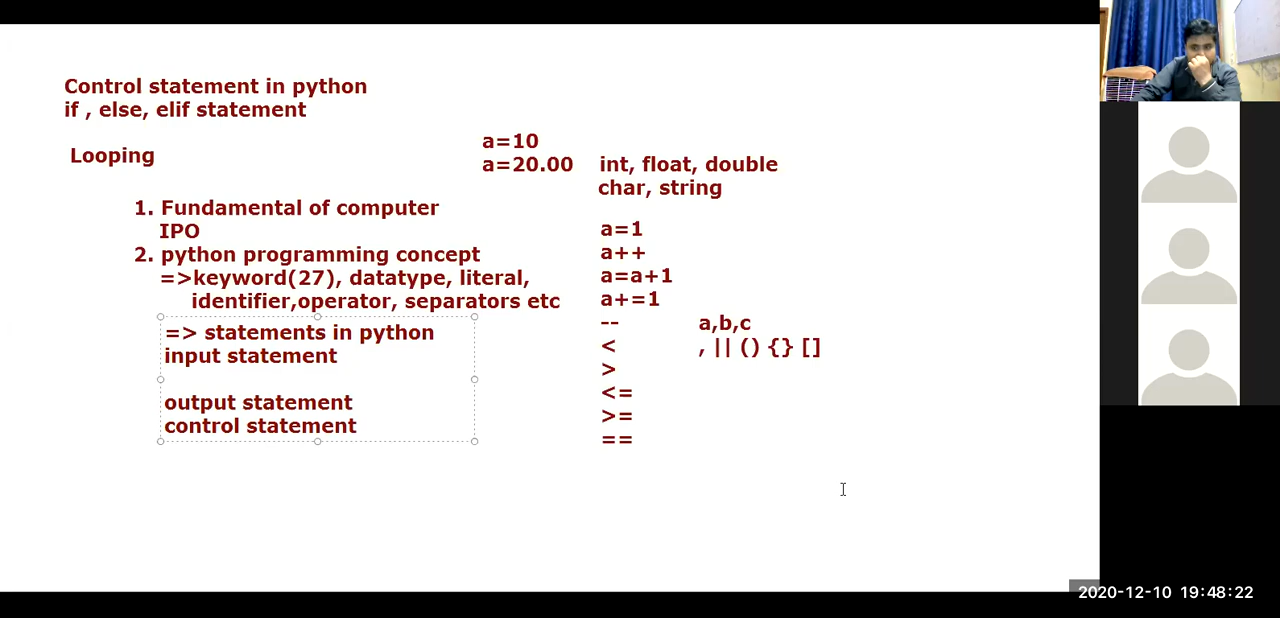 Control statement in python
if , else, elif statement
Looping
a=10
a=20.00
int, float, double
char, string
1. Fundamental of computer
IPO
2. python programming concept
=>keyword(27), datatype, literal,
identifier,operator, separators etc
=> statements in python
input statement
output statement
control statement
a=1
a++
a=a+1
a+=1
--
<
>
<=
>=
==
a,b,c
, || () {} []
2020-12-10 19:48:22